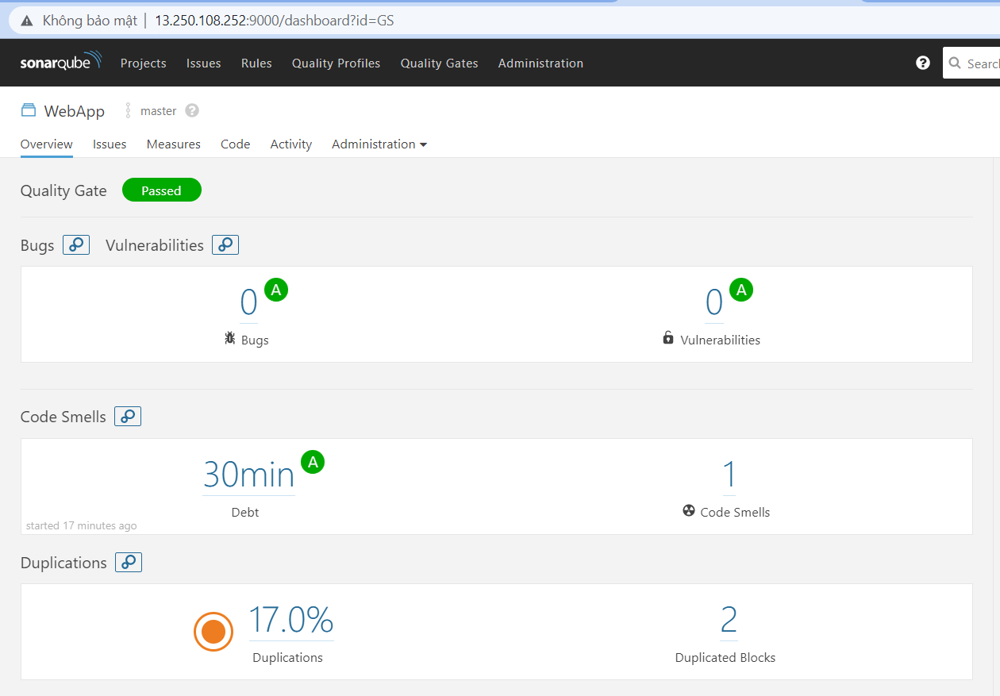 Không bảo mật | 13.250.108.252:9000/dashboard?id=GS
sonarqube Projects Issues Rules Quality Profiles Quality Gates Administration ? Search
WebApp master ?
Overview Issues Measures Code Activity Administration
Quality Gate Passed
Bugs Vulnerabilities
0 A 0 A
Bugs Vulnerabilities
Code Smells
30min A 1
Debt Code Smells
started 17 minutes ago
Duplications
17.0% 2
Duplications Duplicated Blocks